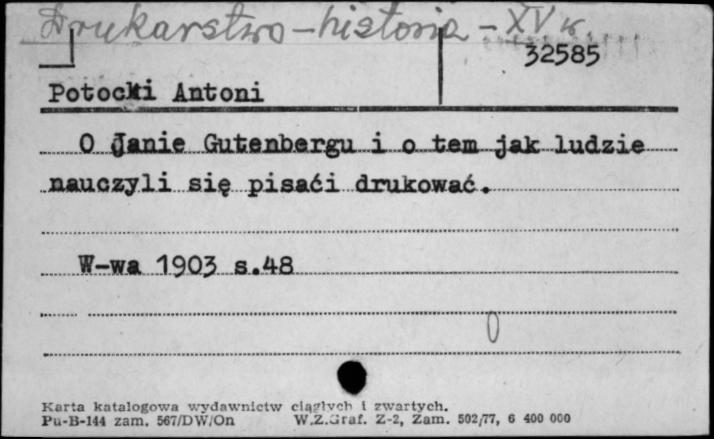 Drukarstwo – historia – XV w.
32585
Potocki Antoni
O Janie Gutenbergu i o tem jak ludzie
nauczyli się pisaći drukować.
W-wa 1903 s.48
0
Karta katalogowa wydawnictw ciągłych i zwartych.
Pu-B-144 zam. 567/DW/On W.Z.Graf. Z-2, Zam. 502/77, 6 400 000